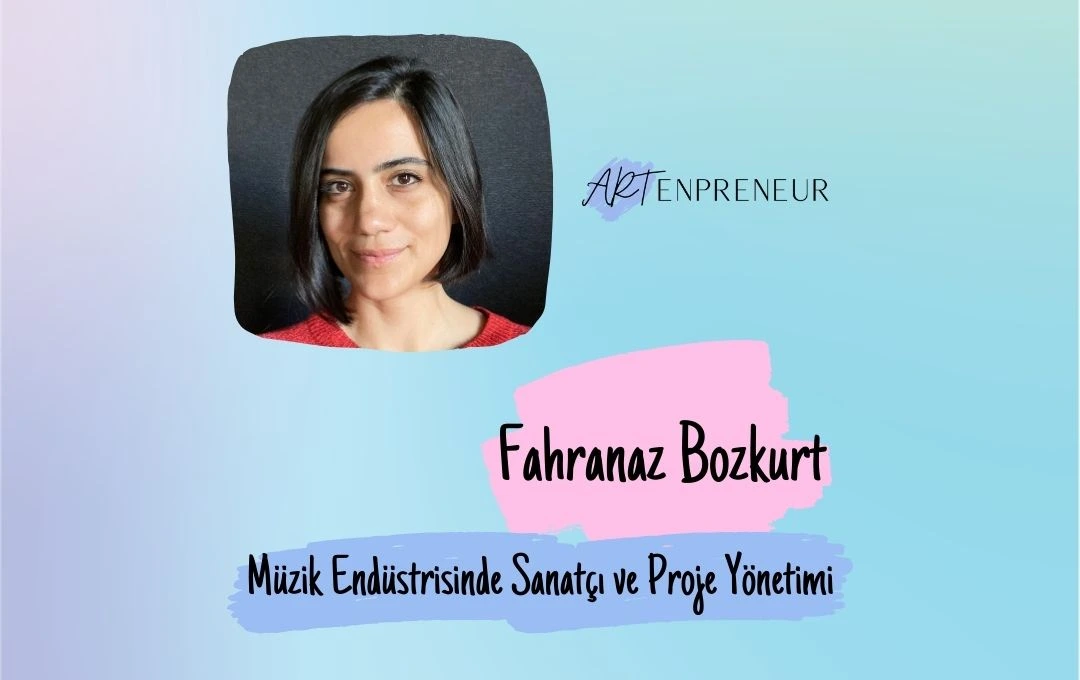 ARTENPRENEUR
Fahranaz Bozkurt
Müzik Endüstrisinde Sanatçı ve Proje Yönetimi